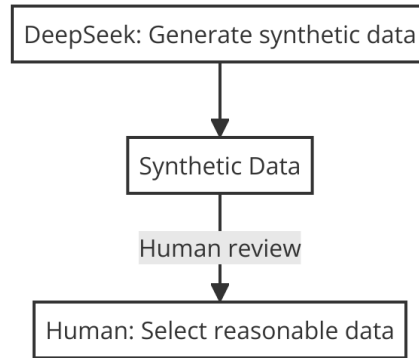 DeepSeek: Generate synthetic data
Synthetic Data
Human review
Human: Select reasonable data